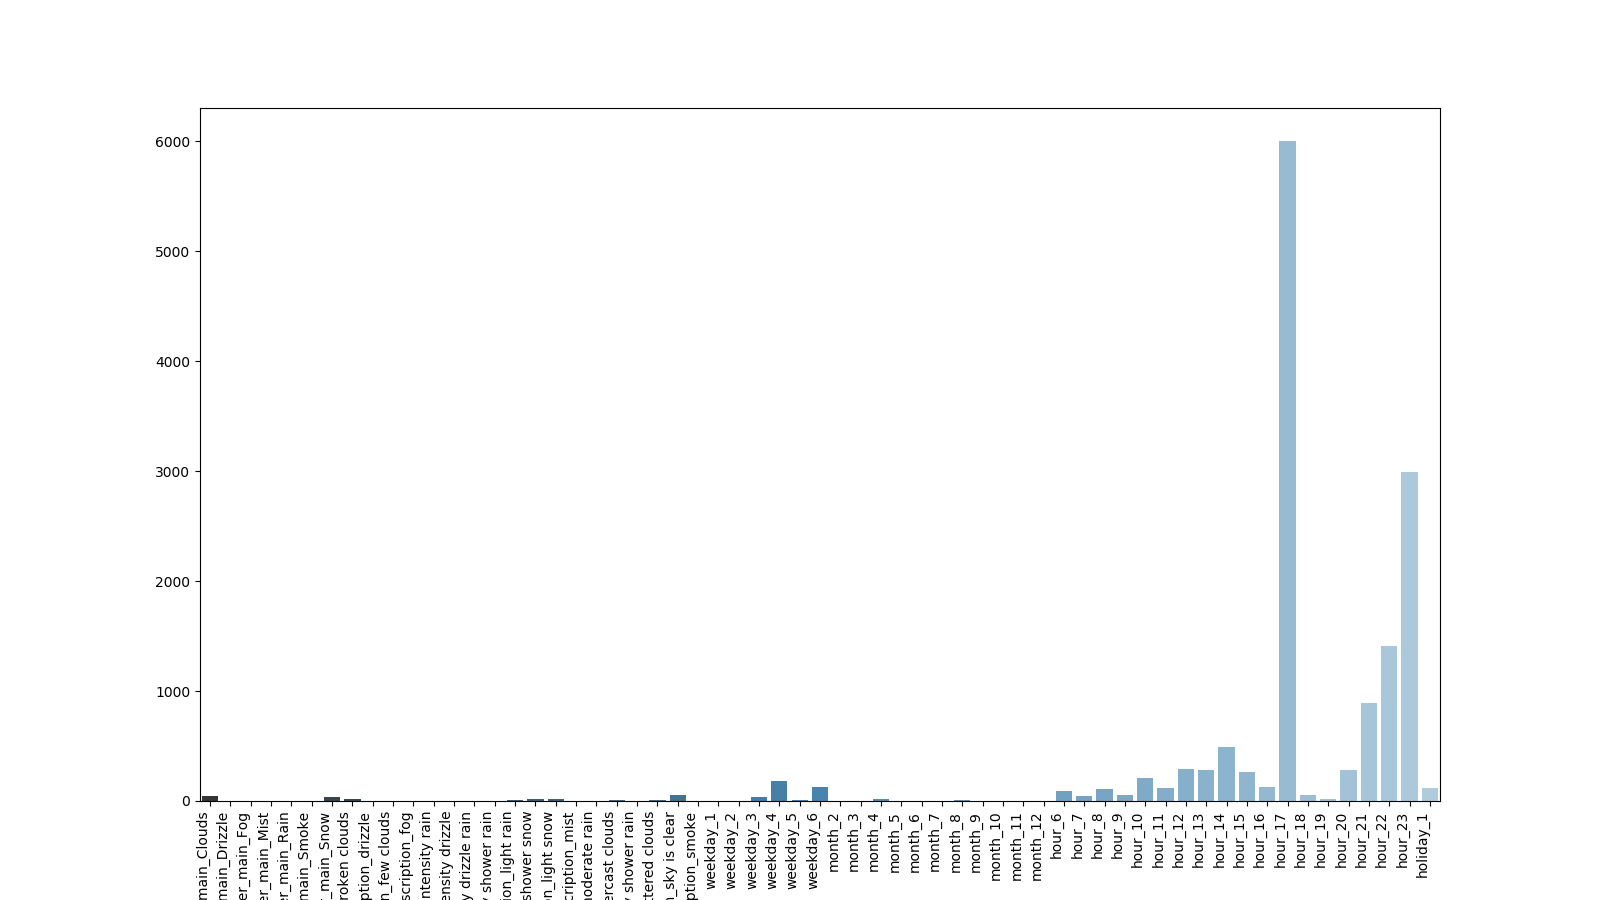 6000
5000
4000
3000
2000
1000
0
main_Clouds
main_Drizzle
er_main_Fog
er_main_Mist
er_main_Rain
main_Smoke
r_main_Snow
roken clouds
ption_drizzle
n_few clouds
scription_fog
ntensity rain
ensity drizzle
y drizzle rain
y shower rain
ion_light rain
shower snow
on_light snow
cription_mist
noderate rain
ercast clouds
y shower rain
ttered clouds
n_sky is clear
ption_smoke
weekday_1
weekday_2
weekday_3
weekday_4
weekday_5
weekday_6
month_2
month_3
month_4
month_5
month_6
month_7
month_8
month_9
month_10
month_11
month_12
hour_6
hour_7
hour_8
hour_9
hour_10
hour_11
hour_12
hour_13
hour_14
hour_15
hour_16
hour_17
hour_18
hour_19
hour_20
hour_21
hour_22
hour_23
holiday_1